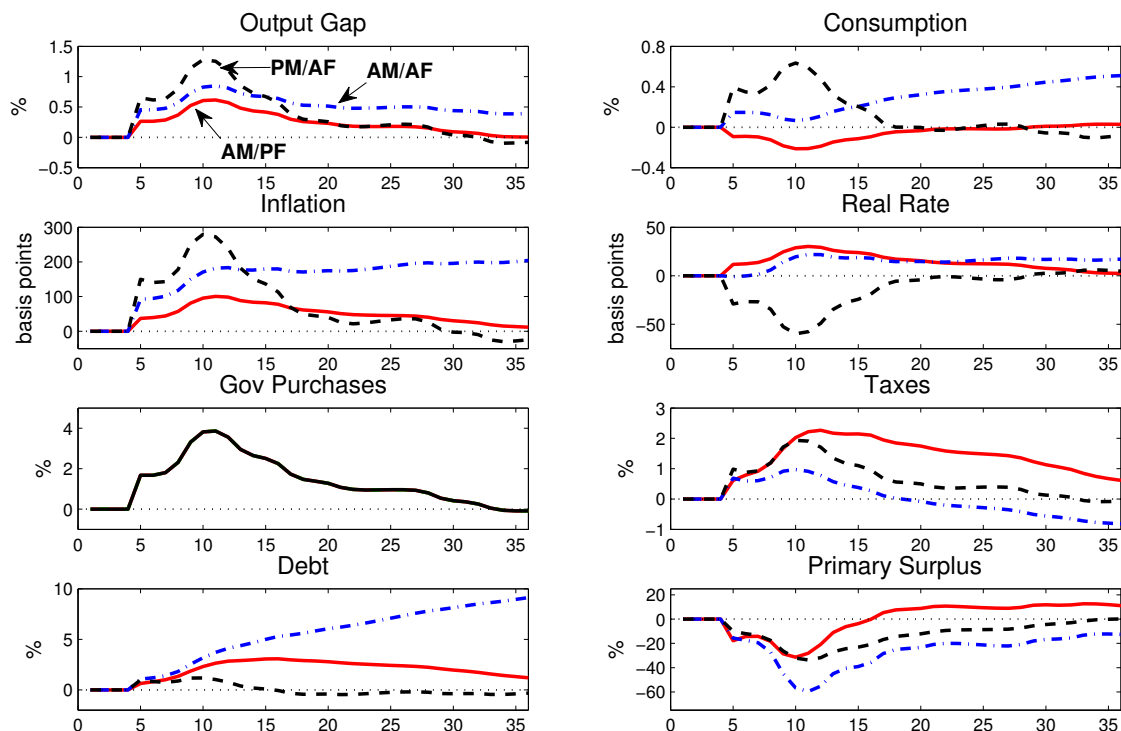 Output Gap
1.5
1
0.5
0
−0.5
%
PM/AF
AM/AF
AM/PF
0 5 10 15 20 25 30 35
Consumption
0.8
0.4
0
−0.4
%
0 5 10 15 20 25 30 35
Inflation
300
200
100
0
basis points
0 5 10 15 20 25 30 35
Real Rate
50
0
−50
basis points
0 5 10 15 20 25 30 35
Gov Purchases
4
2
0
%
0 5 10 15 20 25 30 35
Taxes
3
2
1
0
−1
%
0 5 10 15 20 25 30 35
Debt
10
5
0
%
0 5 10 15 20 25 30 35
Primary Surplus
20
0
−20
−40
−60
%
0 5 10 15 20 25 30 35